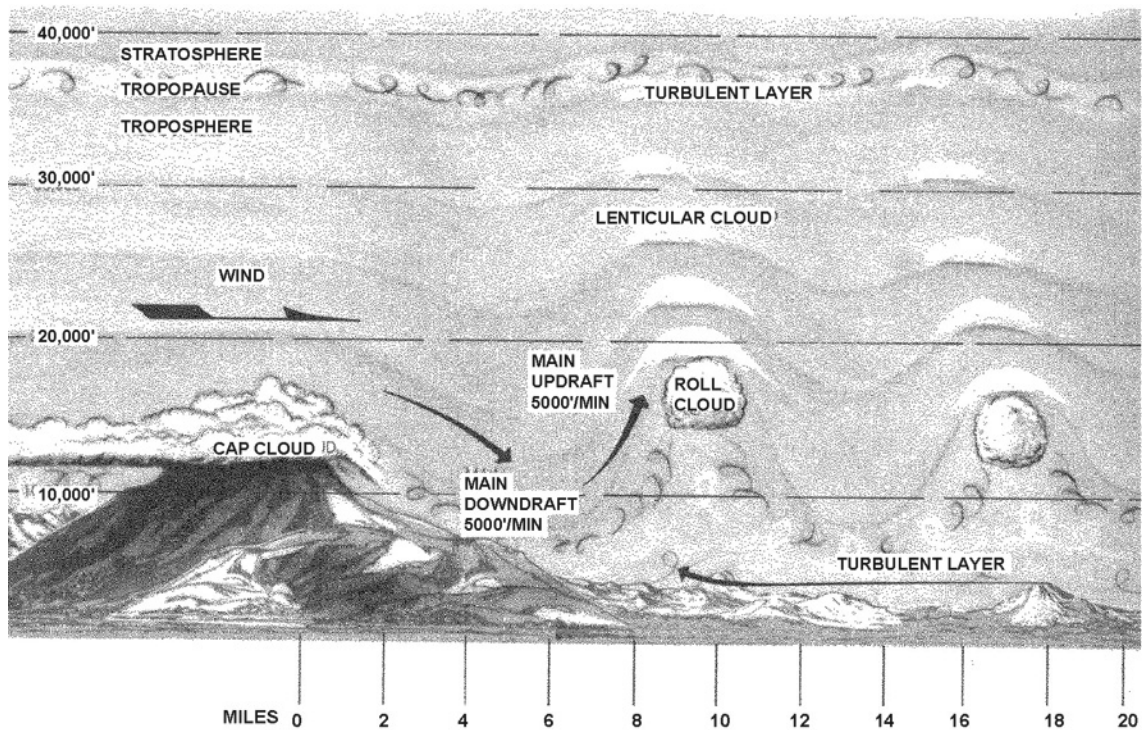 40,000'
STRATOSPHERE
TROPOPAUSE
TURBULENT LAYER
TROPOSPHERE
30,000'
LENTICULAR CLOUD
WIND
20,000'
MAIN
UPDRAFT
5000'/MIN
ROLL
CLOUD
CAP CLOUD
10,000'
MAIN
DOWNDRAFT
5000'/MIN
TURBULENT LAYER
MILES 0 2 4 6 8 10 12 14 16 18 20